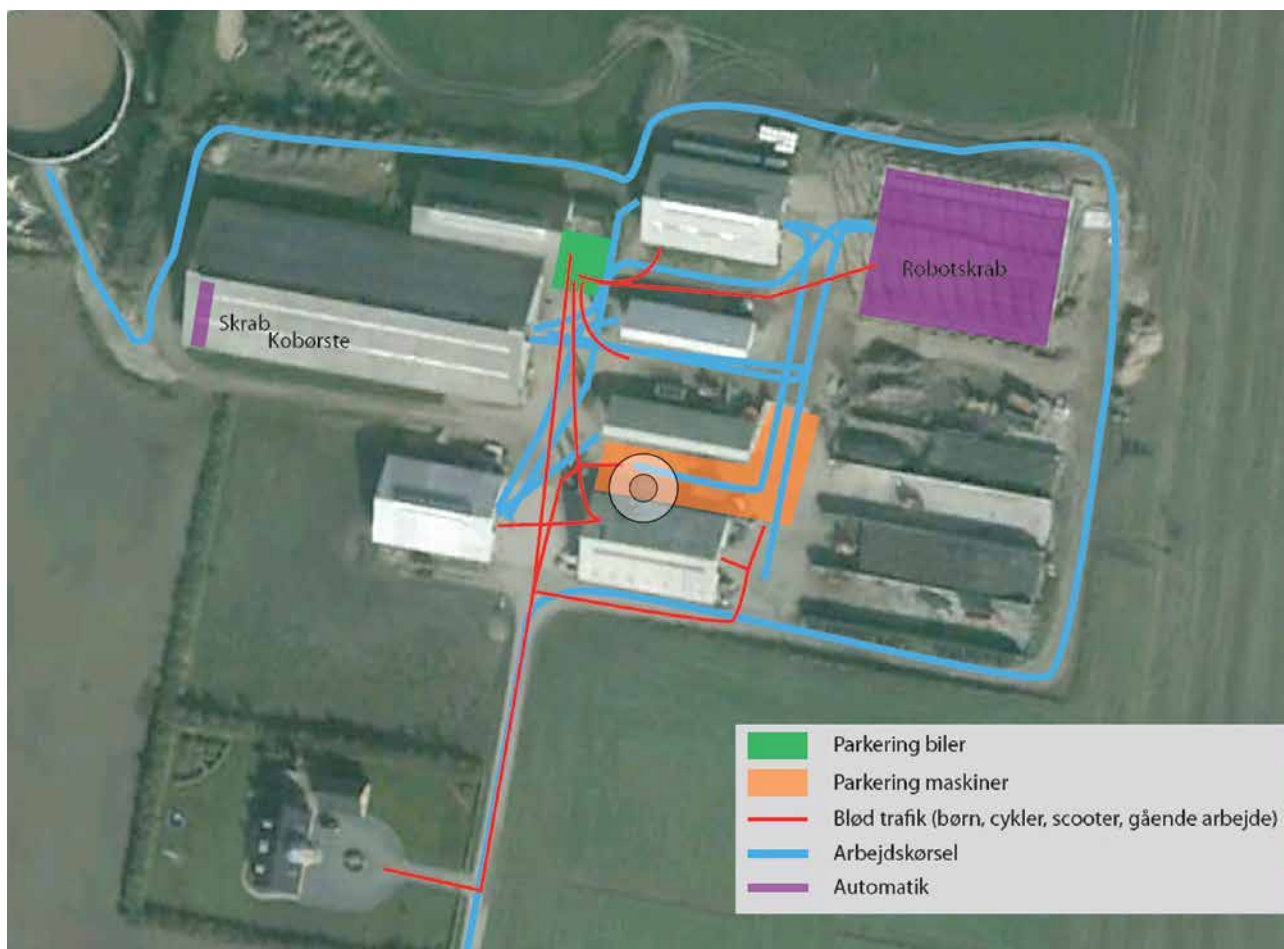 Robotskrab
Skrab
Kobørste
Parkering biler
Parkering maskiner
Blød trafik (børn, cykler, scooter, gående arbejde)
Arbejdskørsel
Automatik